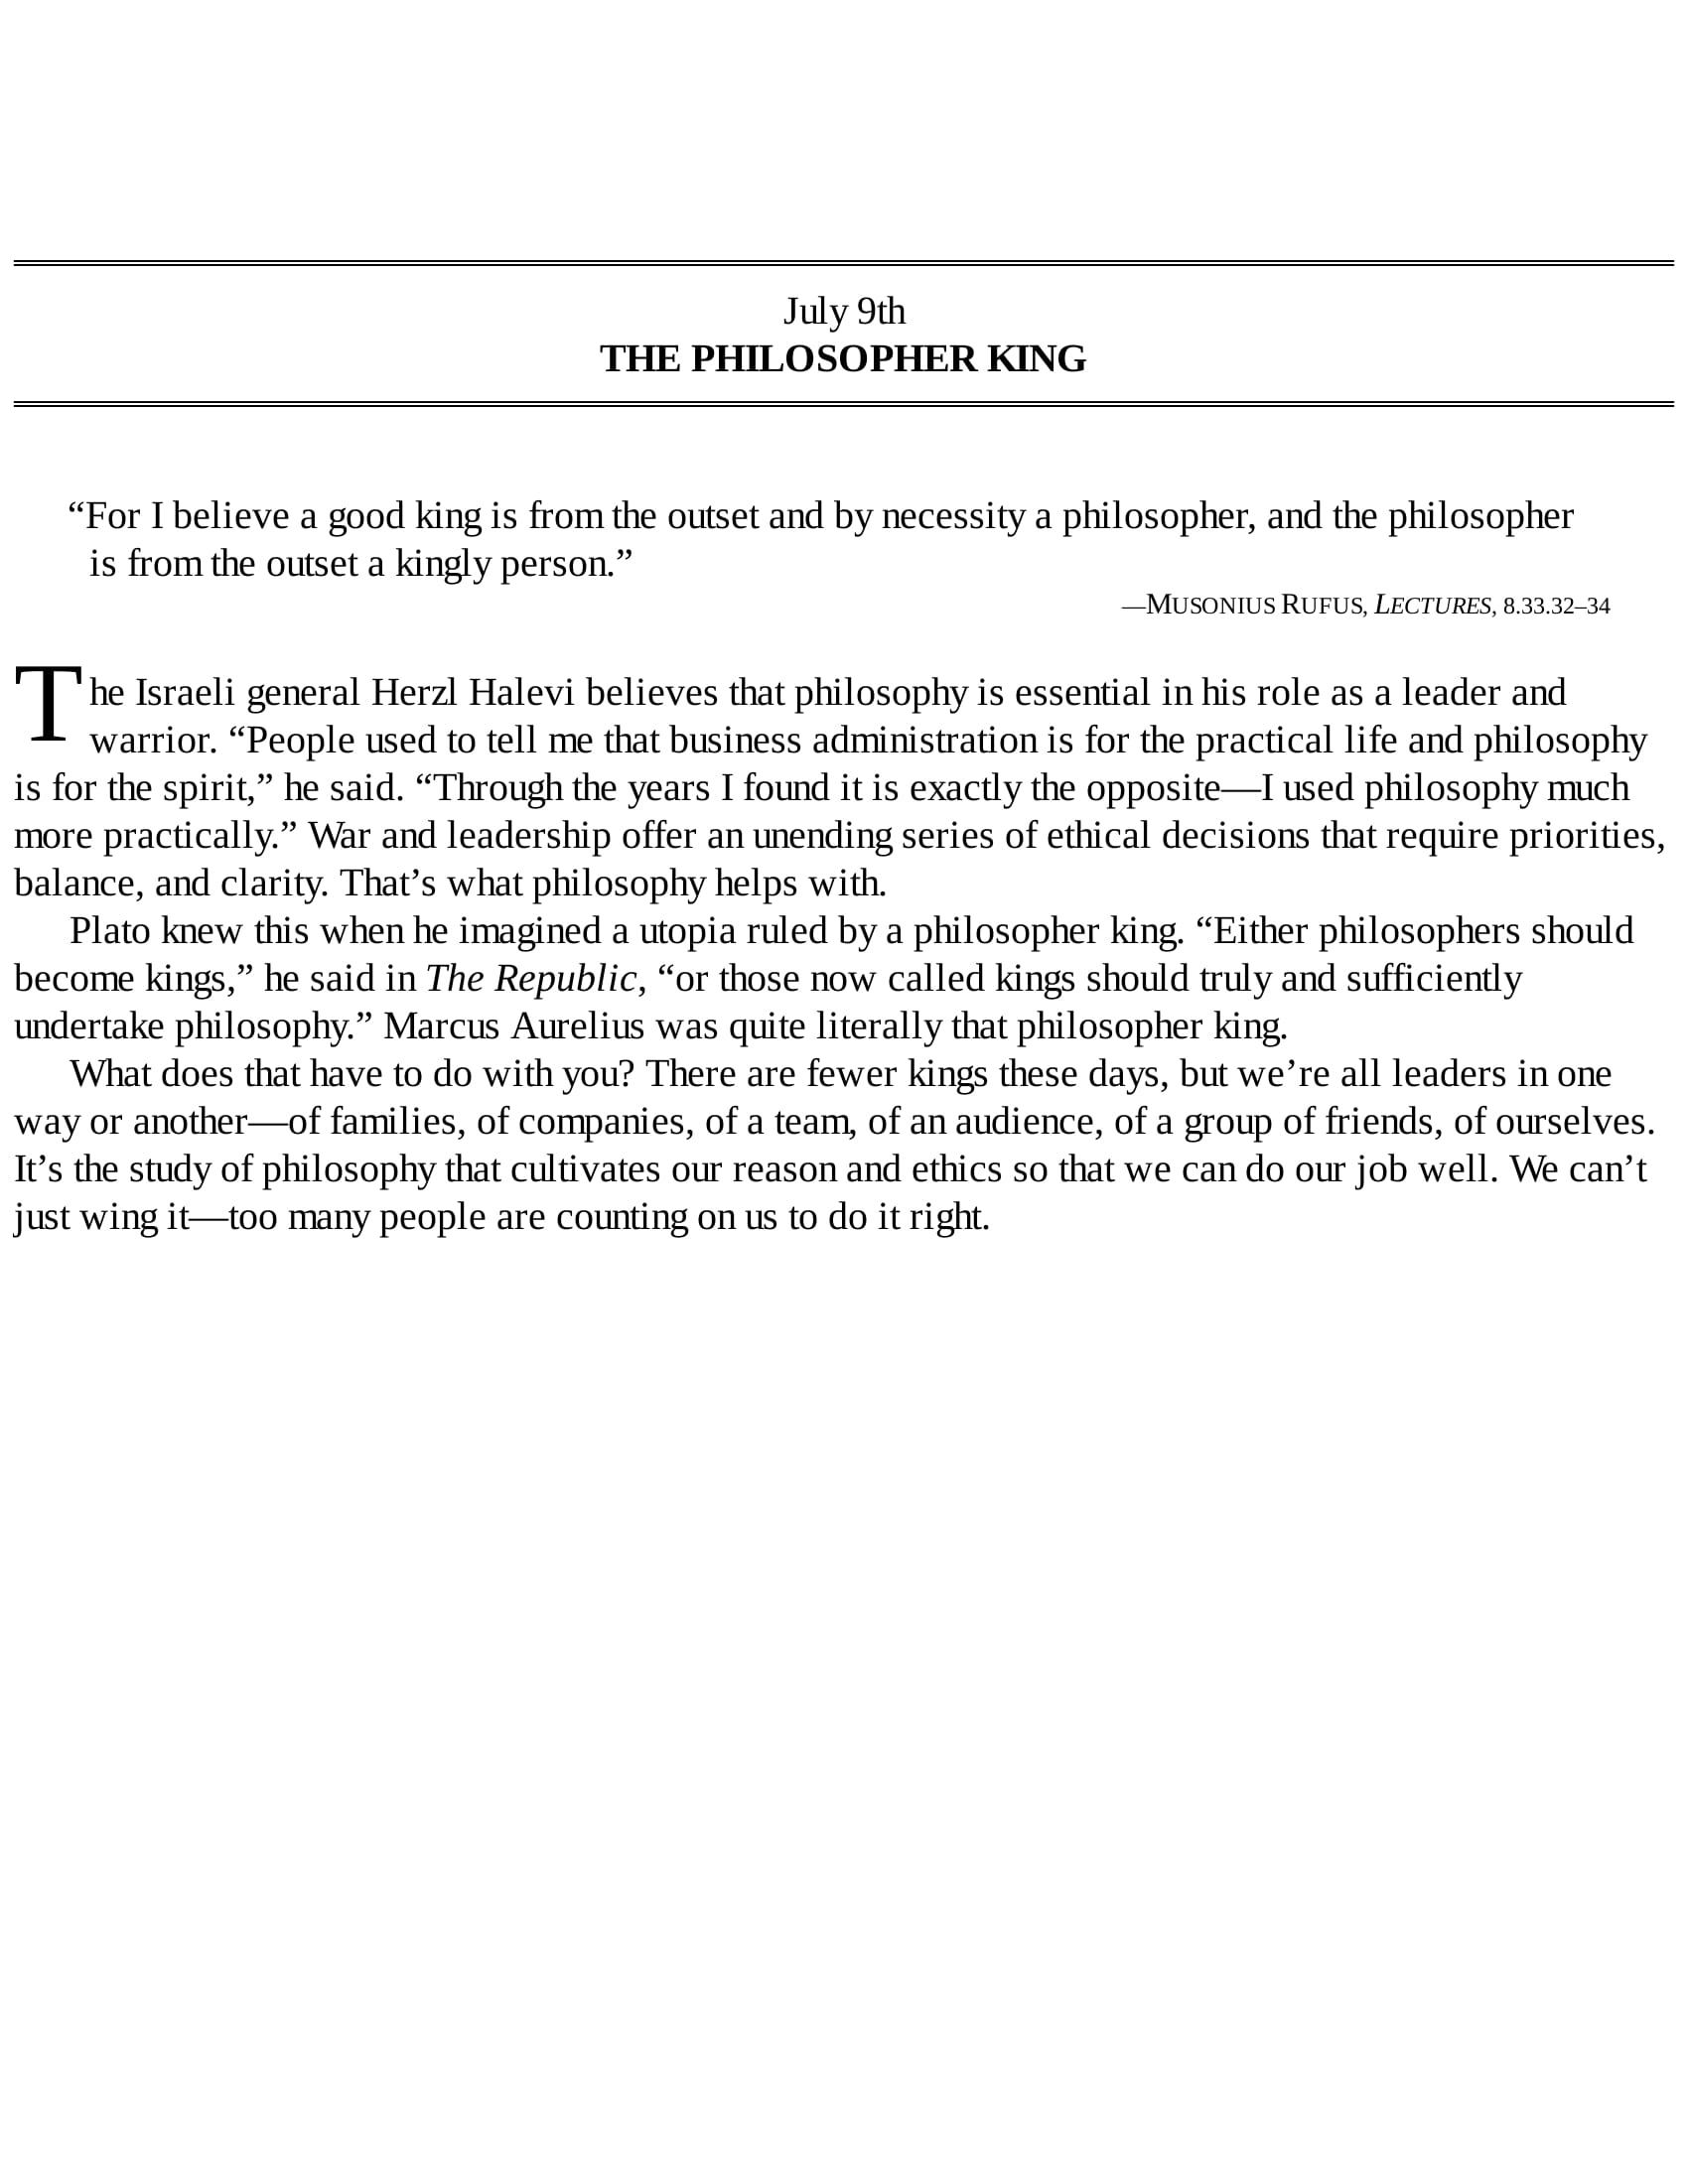 July 9th
THE PHILOSOPHER KING
“For I believe a good king is from the outset and by necessity a philosopher, and the philosopher
is from the outset a kingly person.”
—MUSONIUS RUFUS, LECTURES, 8.33.32–34
The Israeli general Herzl Halevi believes that philosophy is essential in his role as a leader and
warrior. “People used to tell me that business administration is for the practical life and philosophy
is for the spirit,” he said. “Through the years I found it is exactly the opposite—I used philosophy much
more practically.” War and leadership offer an unending series of ethical decisions that require priorities,
balance, and clarity. That’s what philosophy helps with.
Plato knew this when he imagined a utopia ruled by a philosopher king. “Either philosophers should
become kings,” he said in The Republic, “or those now called kings should truly and sufficiently
undertake philosophy.” Marcus Aurelius was quite literally that philosopher king.
What does that have to do with you? There are fewer kings these days, but we’re all leaders in one
way or another—of families, of companies, of a team, of an audience, of a group of friends, of ourselves.
It’s the study of philosophy that cultivates our reason and ethics so that we can do our job well. We can’t
just wing it—too many people are counting on us to do it right.